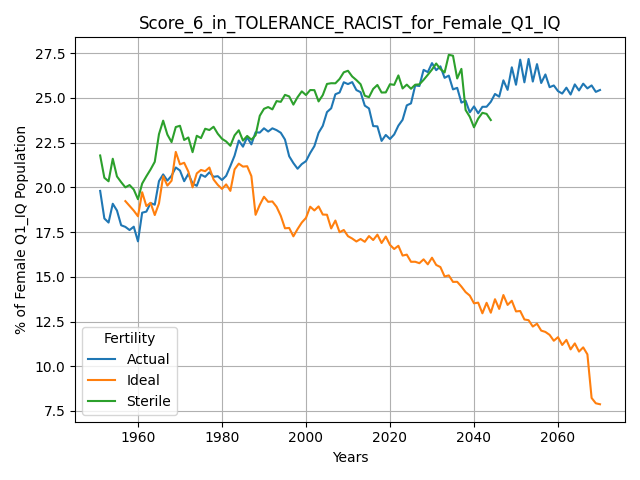 Score_6_in_TOLERANCE_RACIST_for_Female_Q1_IQ
% of Female Q1_IQ Population
27.5
25.0
22.5
20.0
17.5
15.0
12.5
10.0
7.5
Fertility
Actual
Ideal
Sterile
1960 1980 2000 2020 2040 2060
Years